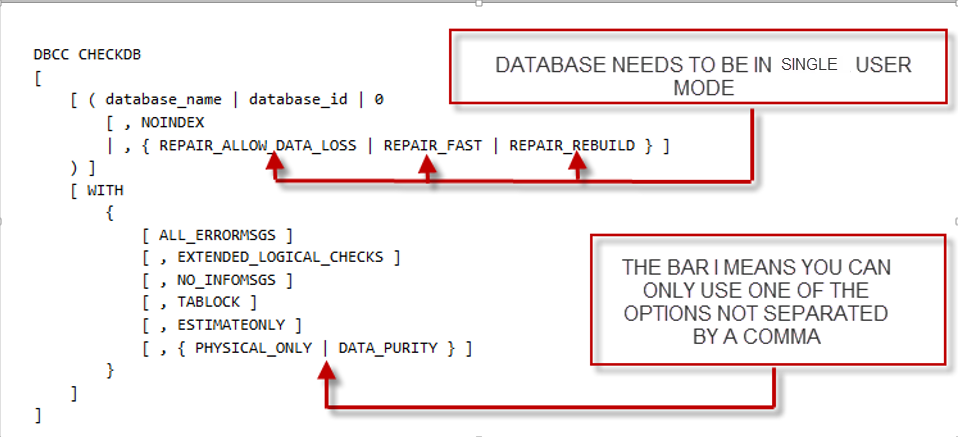 DBCC CHECKDB
[
[ ( database_name | database_id | 0
[ , NOINDEX
| , { REPAIR_ALLOW_DATA_LOSS | REPAIR_FAST | REPAIR_REBUILD } ]
) ]
[ WITH
{
[ ALL_ERRORMSGS ]
[ , EXTENDED_LOGICAL_CHECKS ]
[ , NO_INFOMSGS ]
[ , TABLOCK ]
[ , ESTIMATEONLY ]
[ , { PHYSICAL_ONLY | DATA_PURITY } ]
}
]
]
DATABASE NEEDS TO BE IN SINGLE USER
MODE
THE BAR I MEANS YOU CAN
ONLY USE ONE OF THE
OPTIONS NOT SEPARATED
BY A COMMA